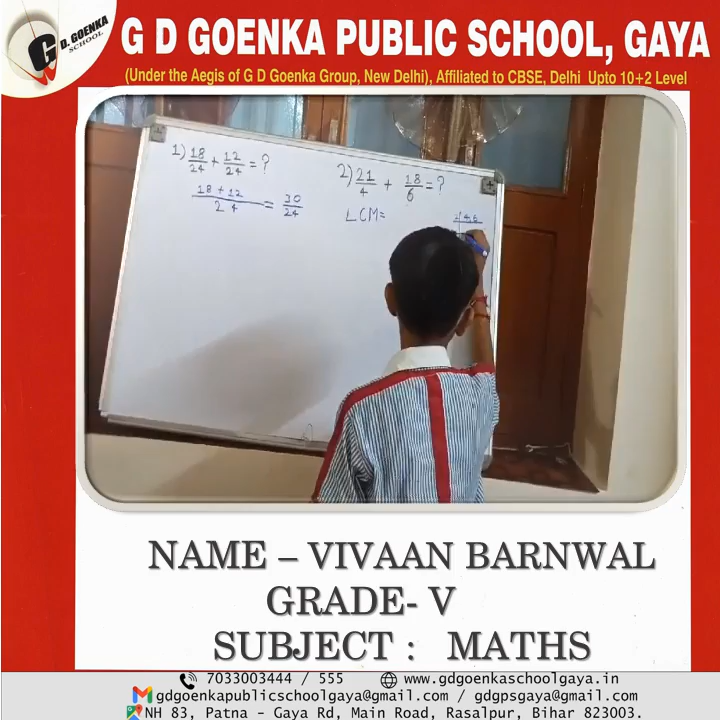 G D. GOENKA
SCHOOL
G D GOENKA PUBLIC SCHOOL, GAYA
(Under the Aegis of G D Goenka Group, New Delhi), Affiliated to CBSE, Delhi Upto 10+2 Level
1) 18/24 + 12/24 = ?
18 + 12 / 24 = 30/24
2) 21/4 + 18/6 = ?
LCM=
2 4, 6
NAME – VIVAAN BARNWAL
GRADE- V
SUBJECT : MATHS
7033003444 / 555 www.gdgoenkaschoolgaya.in
gdgoenkapublicschoolgaya@gmail.com / gdgpsgaya@gmail.com
NH 83, Patna - Gaya Rd, Main Road, Rasalpur, Bihar 823003.